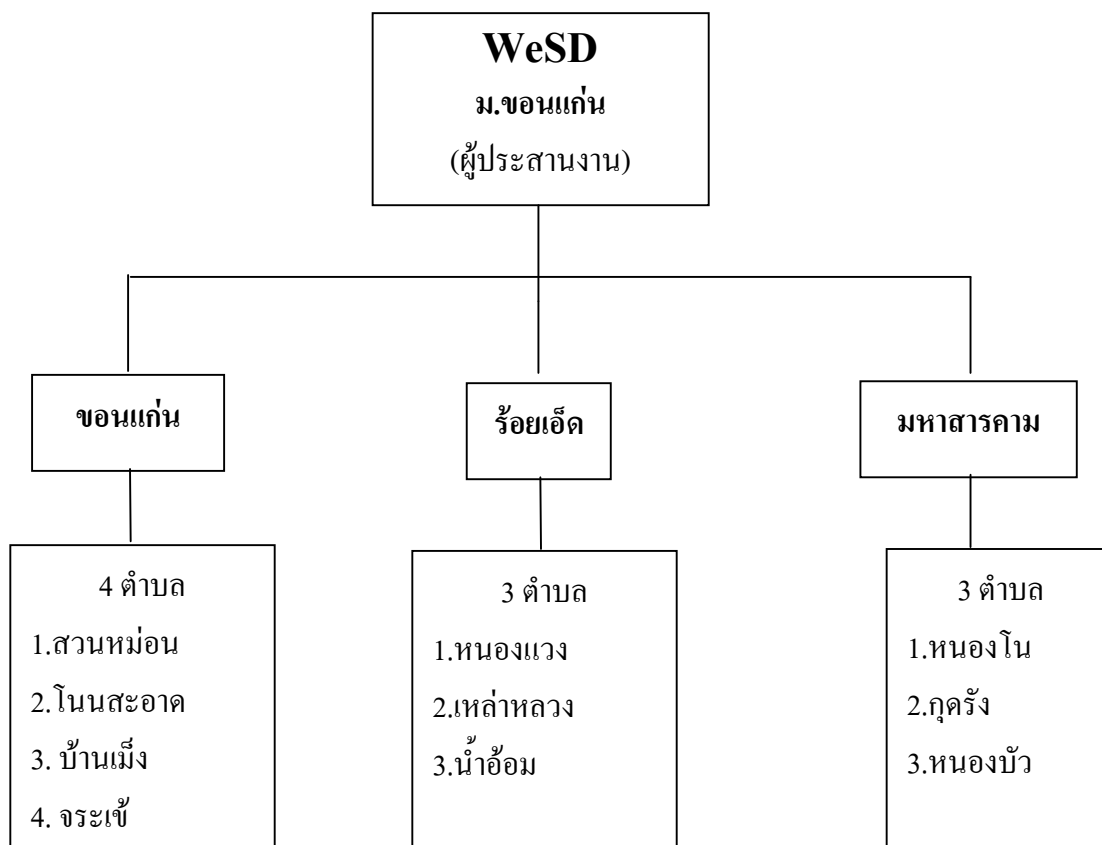 WeSD
ม.ขอนแก่น
(ผู้ประสานงาน)
ขอนแก่น
ร้อยเอ็ด
มหาสารคาม
4 ตำบล
1.สวนหม่อน
2.โนนสะอาด
3. บ้านเม็ง
4. จระเข้
3 ตำบล
1.หนองแวง
2.เหล่าหลวง
3.น้ำอ้อม
3 ตำบล
1.หนองโน
2.กุดรัง
3.หนองบัว